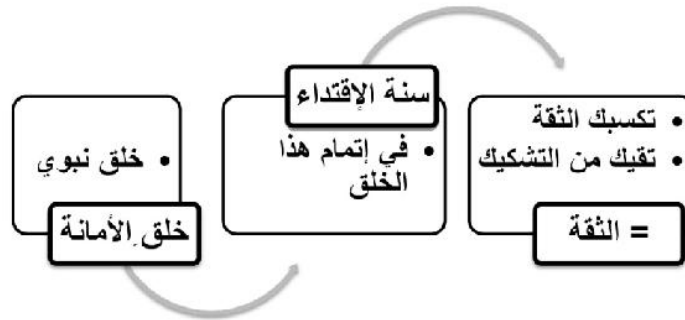 • خلق نبوي
خلق الأمانة
سنة الإقتداء
• في إتمام هذا
الخلق
• تكسبك الثقة
• تقيك من التشكيك
= الثقة